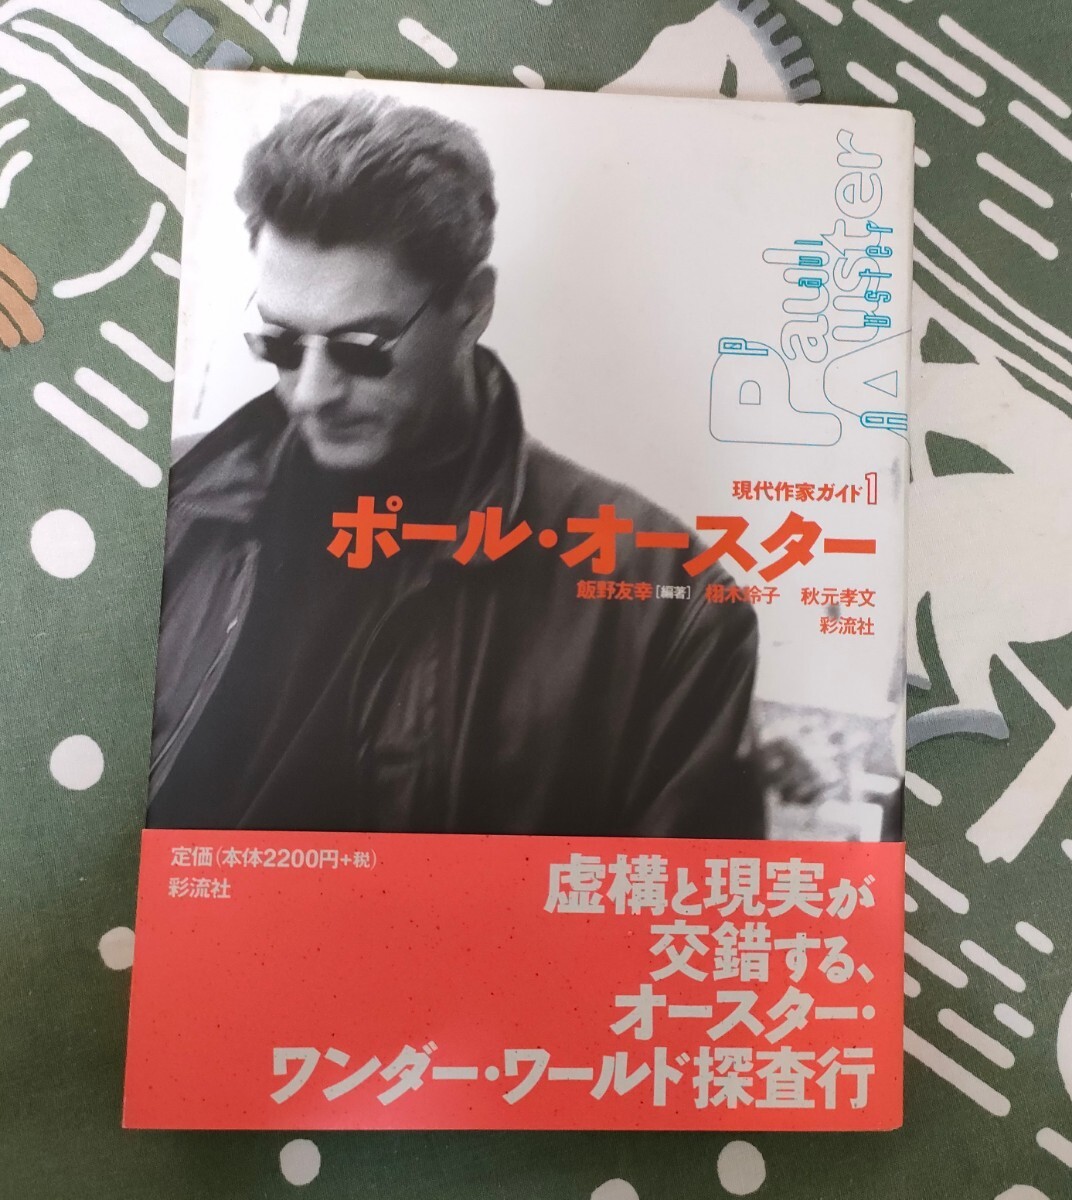 Paul Auster
Paul Auster
現代作家ガイド1
ポール・オースター
飯野友幸[編著] 栩木玲子 秋元孝文
彩流社
定価(本体2200円+税)
彩流社
虚構と現実が
交錯する、
オースター・
ワンダー・ワールド探査行